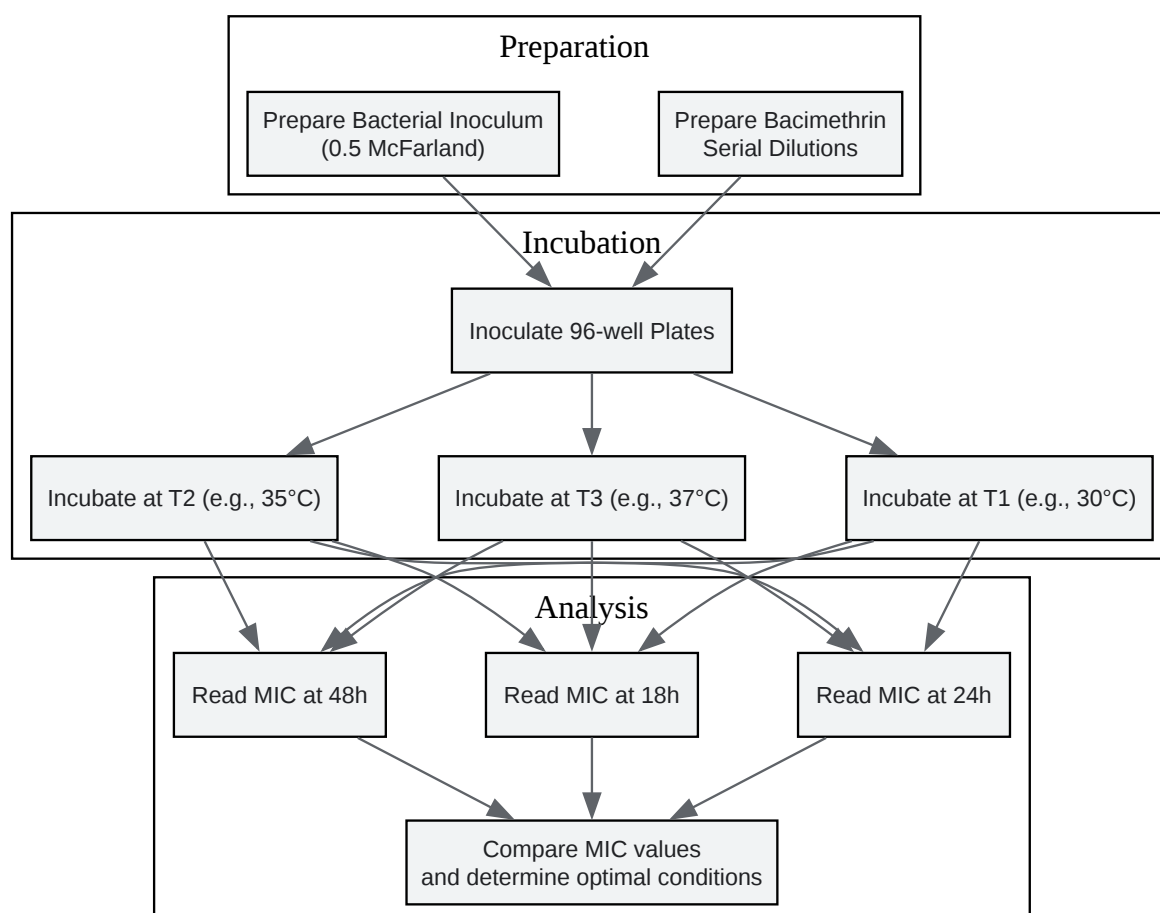 Preparation
Prepare Bacterial Inoculum
(0.5 McFarland)
Prepare Bacimethrin
Serial Dilutions
Incubation
Inoculate 96-well Plates
Incubate at T2 (e.g., 35°C)
Incubate at T3 (e.g., 37°C)
Incubate at T1 (e.g., 30°C)
Analysis
Read MIC at 48h
Read MIC at 18h
Read MIC at 24h
Compare MIC values
and determine optimal conditions